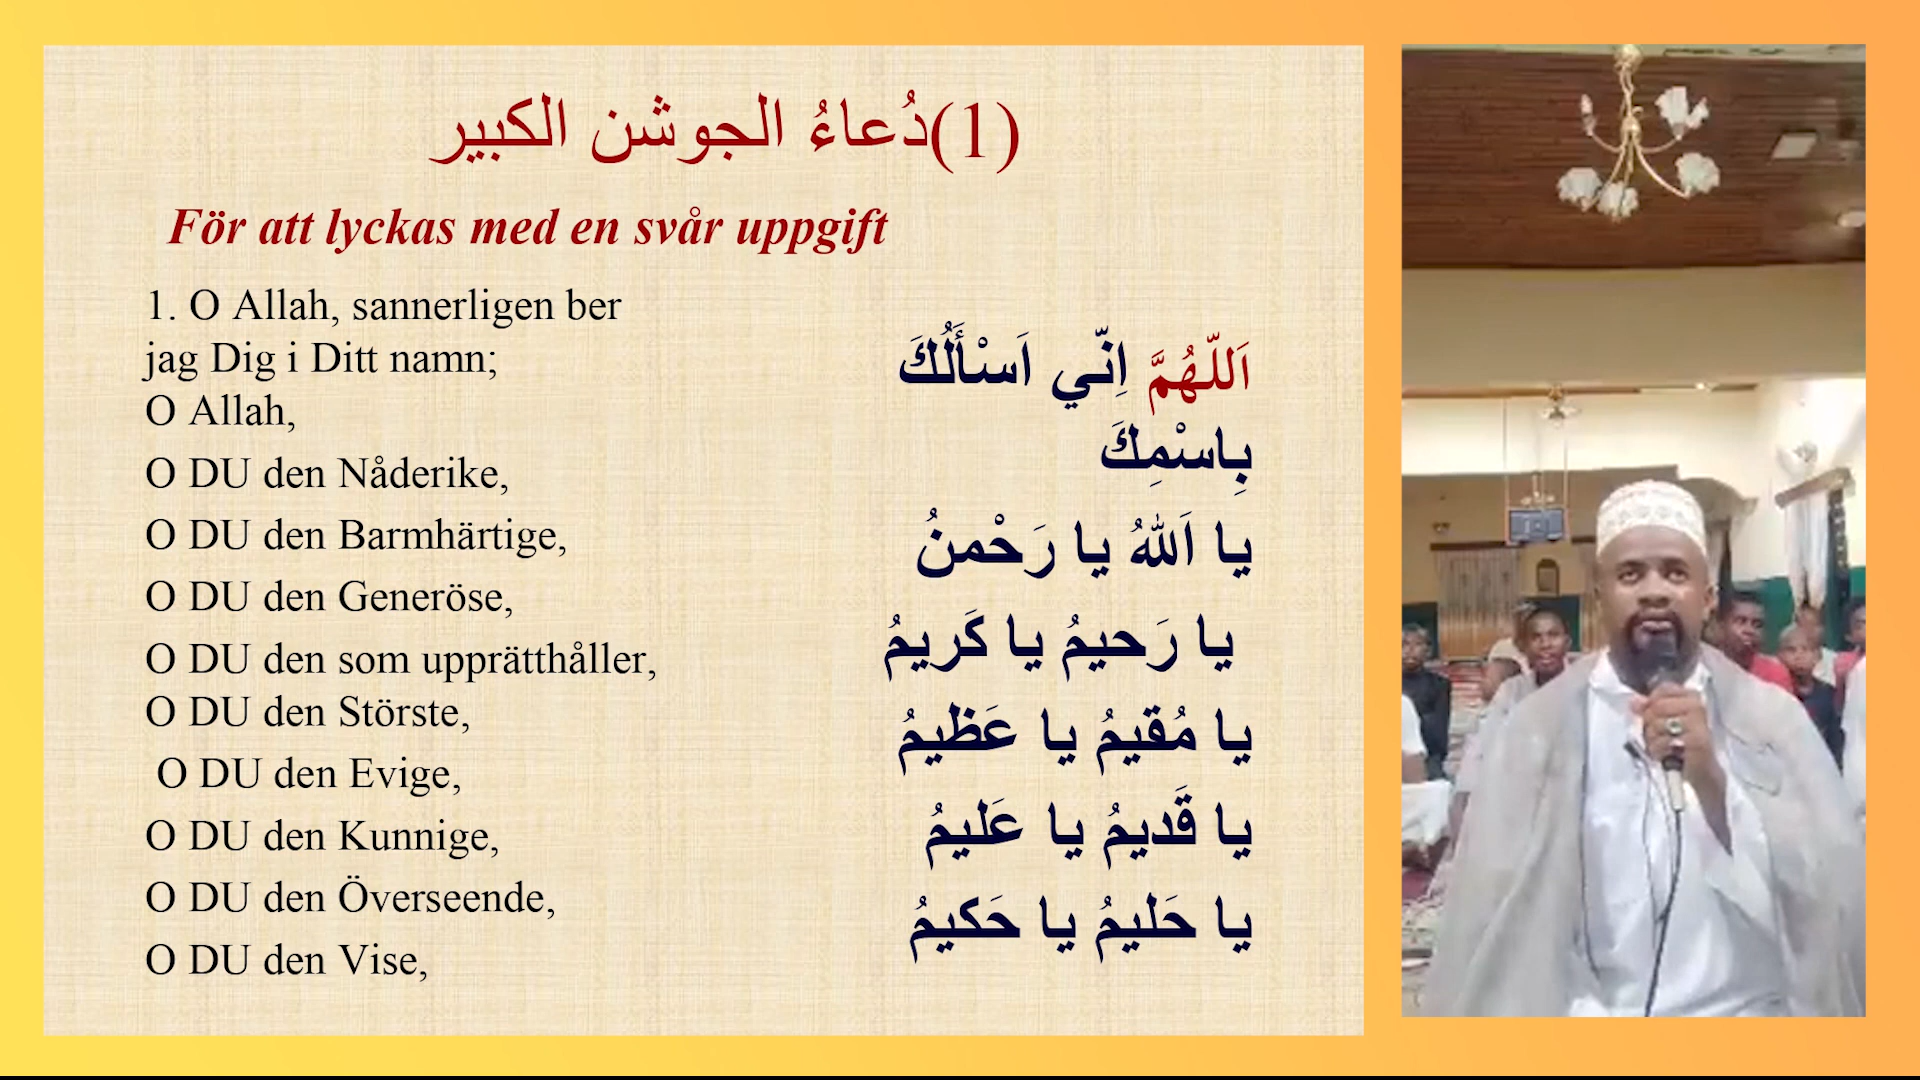 (1)دُعاءُ الجوشن الكبير
För att lyckas med en svår uppgift
1. O Allah, sannerligen ber
jag Dig i Ditt namn;
O Allah,
O DU den Nåderike,
O DU den Barmhärtige,
O DU den Generöse,
O DU den som upprätthåller,
O DU den Största,
O DU den Evige,
O DU den Kunnige,
O DU den Överseende,
O DU den Vise,
اَللّهُمَّ اِنّي اَسْأَلُكَ
بِاسْمِكَ
يا اَللهُ يا رَحْمنُ
يا رَحيمُ يا كَريمُ
يا مُقيمُ يا عَظيمُ
يا قَديمُ يا عَليمُ
يا حَليمُ يا حَكيمُ